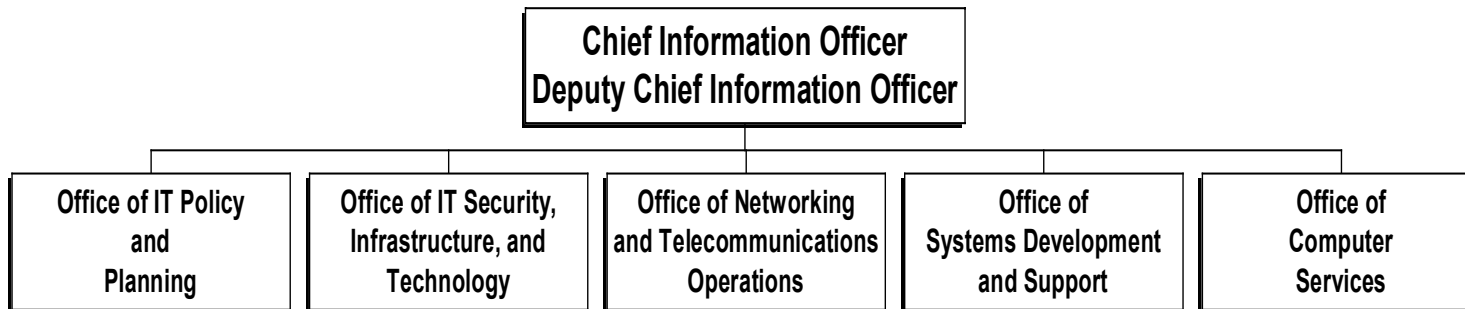 Chief Information Officer
Deputy Chief Information Officer
Office of IT Policy
and
Planning
Office of IT Security,
Infrastructure, and
Technology
Office of Networking
and Telecommunications
Operations
Office of
Systems Development
and Support
Office of
Computer
Services